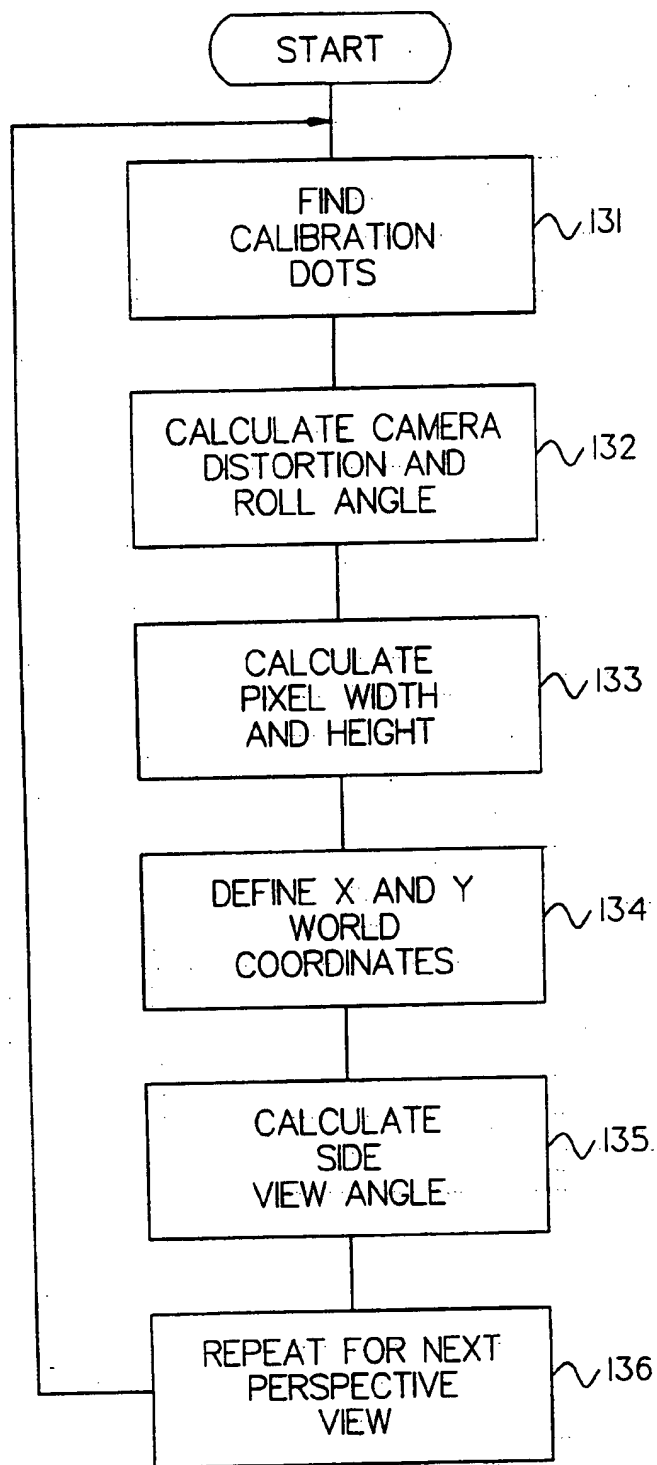 START
FIND
CALIBRATION
DOTS
131
CALCULATE CAMERA
DISTORTION AND
ROLL ANGLE
132
CALCULATE
PIXEL WIDTH
AND HEIGHT
133
DEFINE X AND Y
WORLD
COORDINATES
134
CALCULATE
SIDE
VIEW ANGLE
135
REPEAT FOR NEXT
PERSPECTIVE
VIEW
136